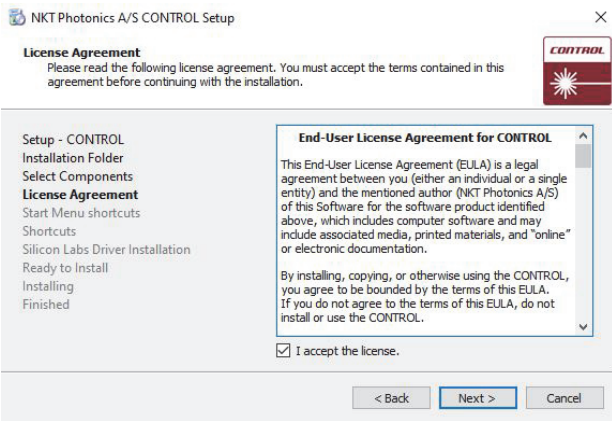 NKT Photonics A/S CONTROL Setup
License Agreement
Please read the following license agreement. You must accept the terms contained in this
agreement before continuing with the installation.
CONTROL
Setup - CONTROL
Installation Folder
Select Components
License Agreement
Start Menu shortcuts
Shortcuts
Silicon Labs Driver Installation
Ready to Install
Installing
Finished
End-User License Agreement for CONTROL
This End-User License Agreement (EULA) is a legal
agreement between you (either an individual or a single
entity) and the mentioned author (NKT Photonics A/S)
of this Software for the software product identified
above, which includes computer software and may
include associated media, printed materials, and “online”
or electronic documentation.
By installing, copying, or otherwise using the CONTROL,
you agree to be bounded by the terms of this EULA.
If you do not agree to the terms of this EULA, do not
install or use the CONTROL.
I accept the license.
< Back
Next >
Cancel